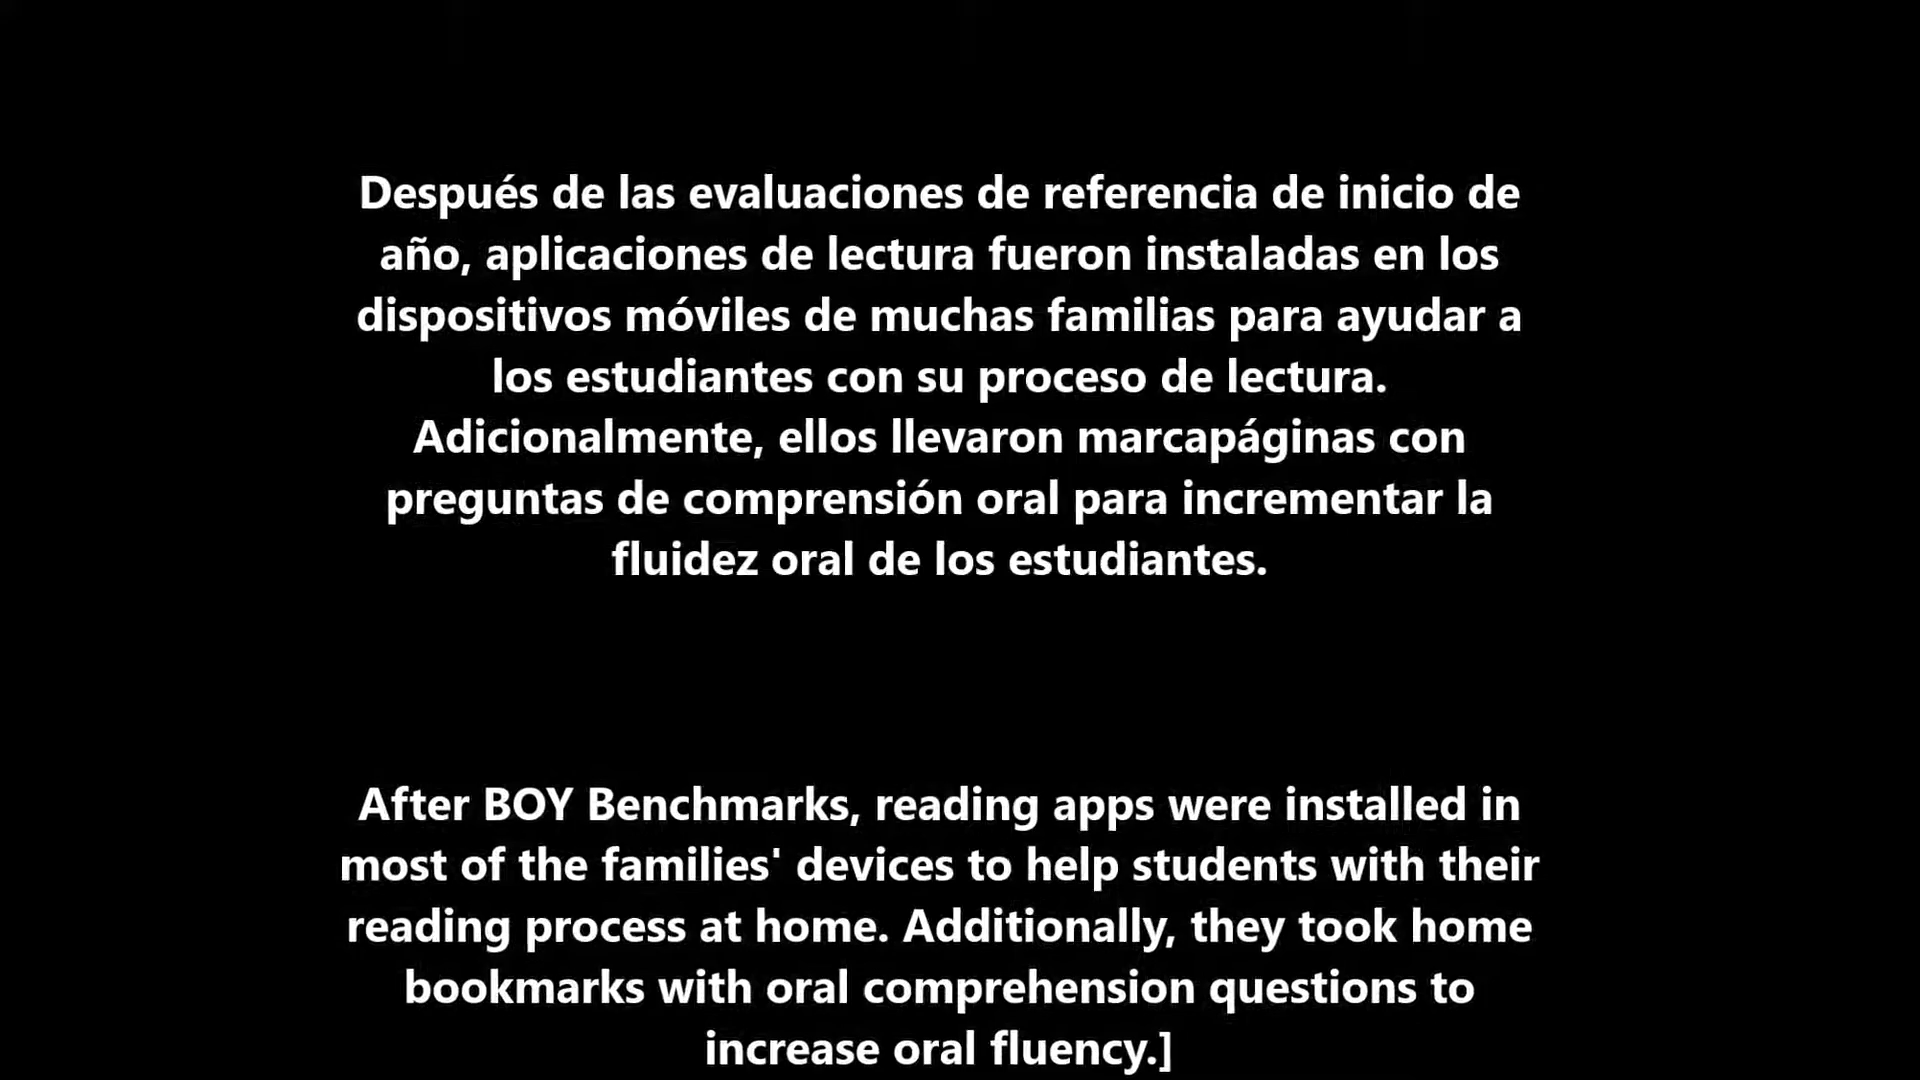 Después de las evaluaciones de referencia de inicio de
año, aplicaciones de lectura fueron instaladas en los
dispositivos móviles de muchas familias para ayudar a
los estudiantes con su proceso de lectura.
Adicionalmente, ellos llevaron marcapáginas con
preguntas de comprensión oral para incrementar la
fluidez oral de los estudiantes.
After BOY Benchmarks, reading apps were installed in
most of the families' devices to help students with their
reading process at home. Additionally, they took home
bookmarks with oral comprehension questions to
increase oral fluency.]